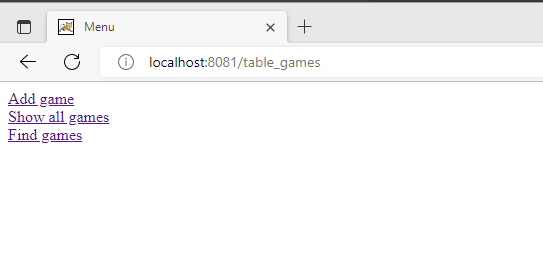 Menu
localhost:8081/table_games
Add game
Show all games
Find games